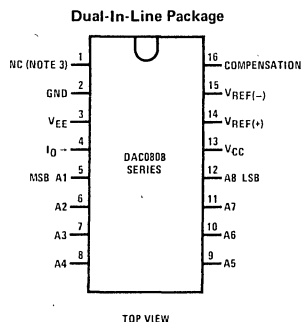 Dual-In-Line Package
NC (NOTE 3) 1
GND 2
VEE 3
IO → 4
MSB A1 5
A2 6
A3 7
A4 8
DAC0808
SERIES
16 COMPENSATION
15 VREF(−)
14 VREF(+)
13 VCC
12 A8 LSB
11 A7
10 A6
9 A5
TOP VIEW